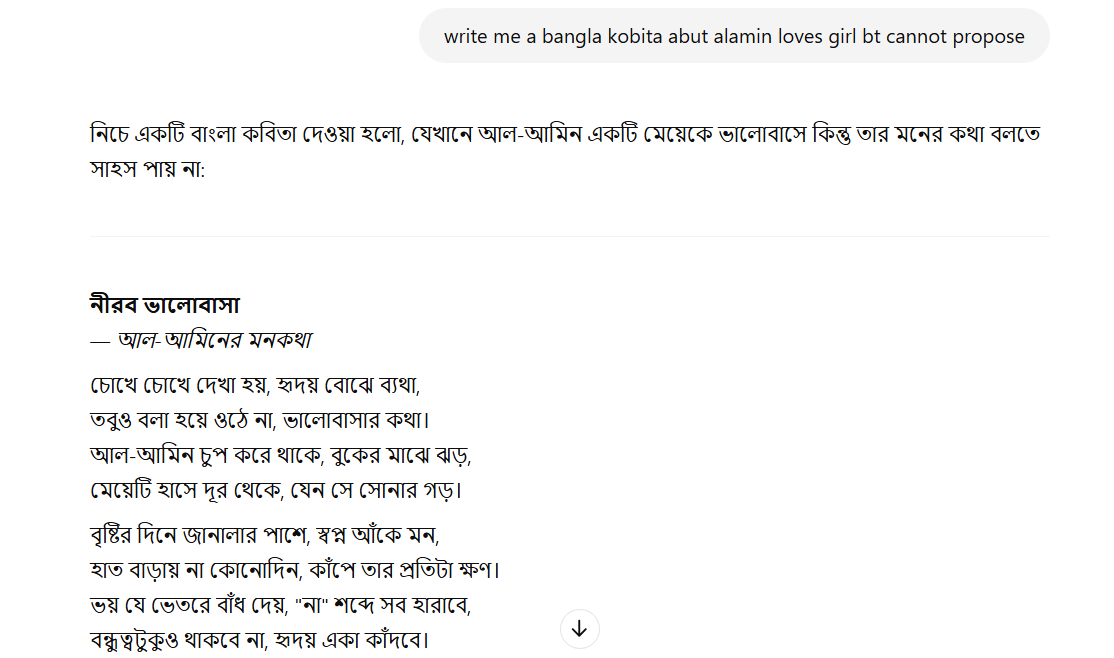 write me a bangla kobita abut alamin loves girl bt cannot propose
নিচে একটি বাংলা কবিতা দেওয়া হলো, যেখানে আল-আমিন একটি মেয়েকে ভালোবাসে কিন্তু তার মনের কথা বলতে
সাহস পায় না:
নীরব ভালোবাসা
— আল-আমিনের মনকথা
চোখে চোখে দেখা হয়, হৃদয় বোঝে ব্যথা,
তবুও বলা হয়ে ওঠে না, ভালোবাসার কথা।
আল-আমিন চুপ করে থাকে, বুকের মাঝে ঝড়,
মেয়েটি হাসে দূর থেকে, যেন সে সোনার গড়।
বৃষ্টির দিনে জানালার পাশে, স্বপ্ন আঁকে মন,
হাত বাড়ায় না কোনোদিন, কাঁপে তার প্রতিটা ক্ষণ।
ভয় যে ভেতরে বাঁধ দেয়, "না" শব্দে সব হারাবে,
বন্ধুত্বটুকুও থাকবে না, হৃদয় একা কাঁদবে।